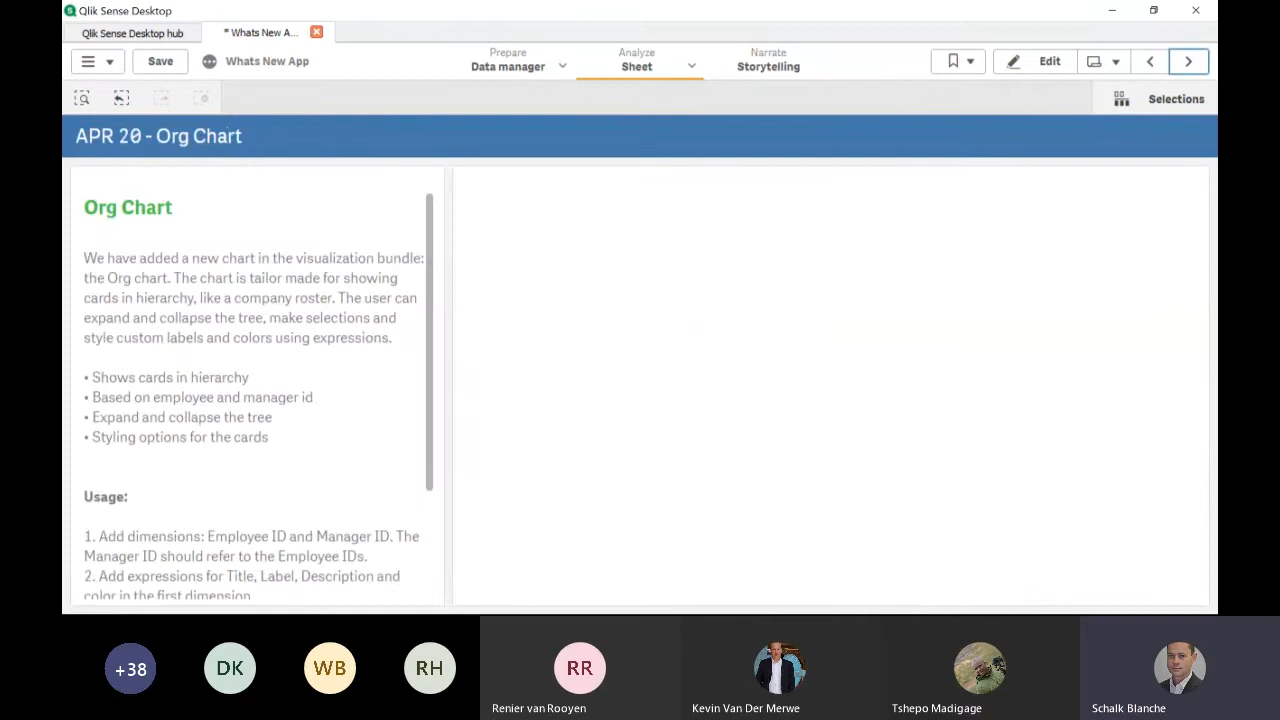 Qlik Sense Desktop
Qlik Sense Desktop hub
* Whats New A...
Save
Whats New App
Prepare
Data manager
Analyze
Sheet
Narrate
Storytelling
Edit
Selections
APR 20 - Org Chart
Org Chart
We have added a new chart in the visualization bundle:
the Org chart. The chart is tailor made for showing
cards in hierarchy, like a company roster. The user can
expand and collapse the tree, make selections and
style custom labels and colors using expressions.
• Shows cards in hierarchy
• Based on employee and manager id
• Expand and collapse the tree
• Styling options for the cards
Usage:
1. Add dimensions: Employee ID and Manager ID. The
Manager ID should refer to the Employee IDs.
2. Add expressions for Title, Label, Description and
color in the first dimension
+38
DK
WB
RH
RR
Renier van Rooyen
Kevin Van Der Merwe
Tshepo Madigage
Schalk Blanche